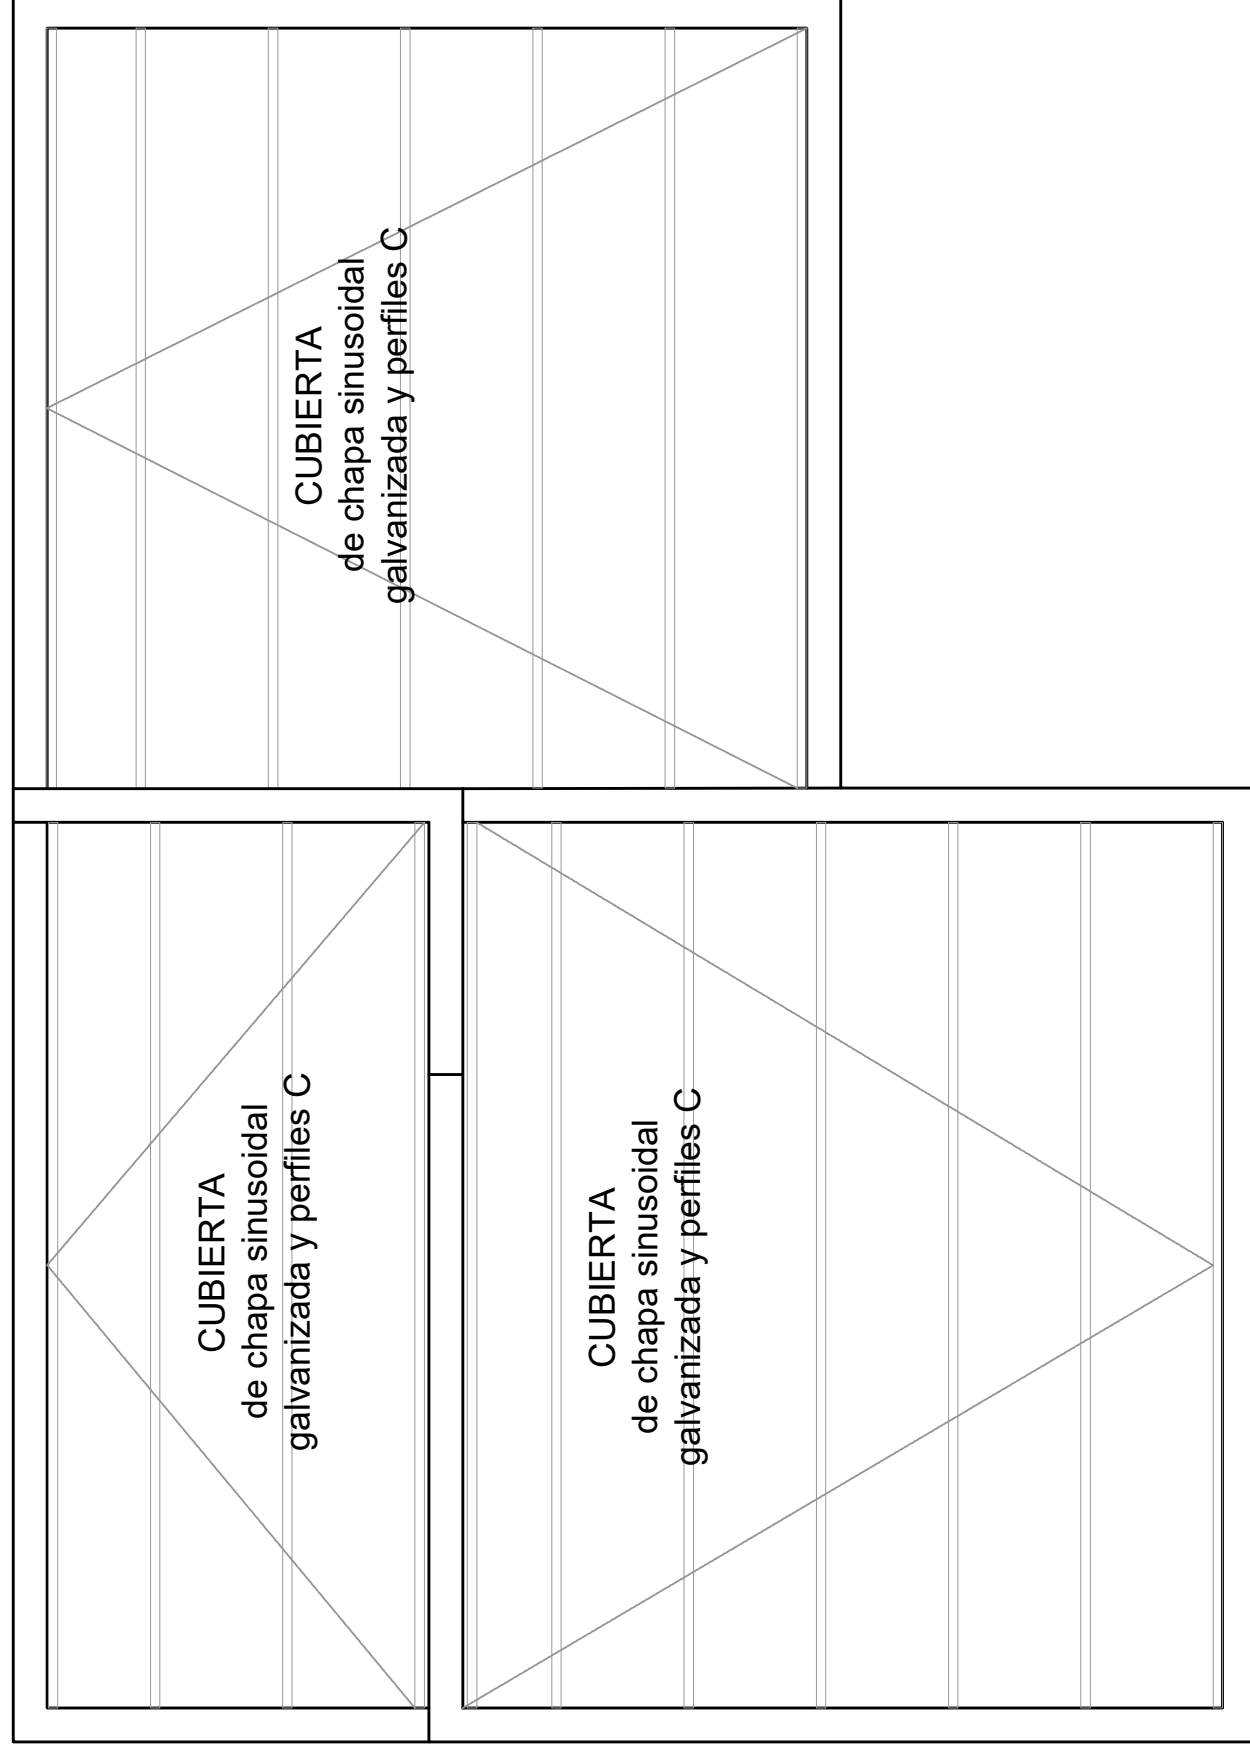 CUBIERTA
de chapa sinusoidal
galvanizada y perfiles C
CUBIERTA
de chapa sinusoidal
galvanizada y perfiles C
CUBIERTA
de chapa sinusoidal
galvanizada y perfiles C